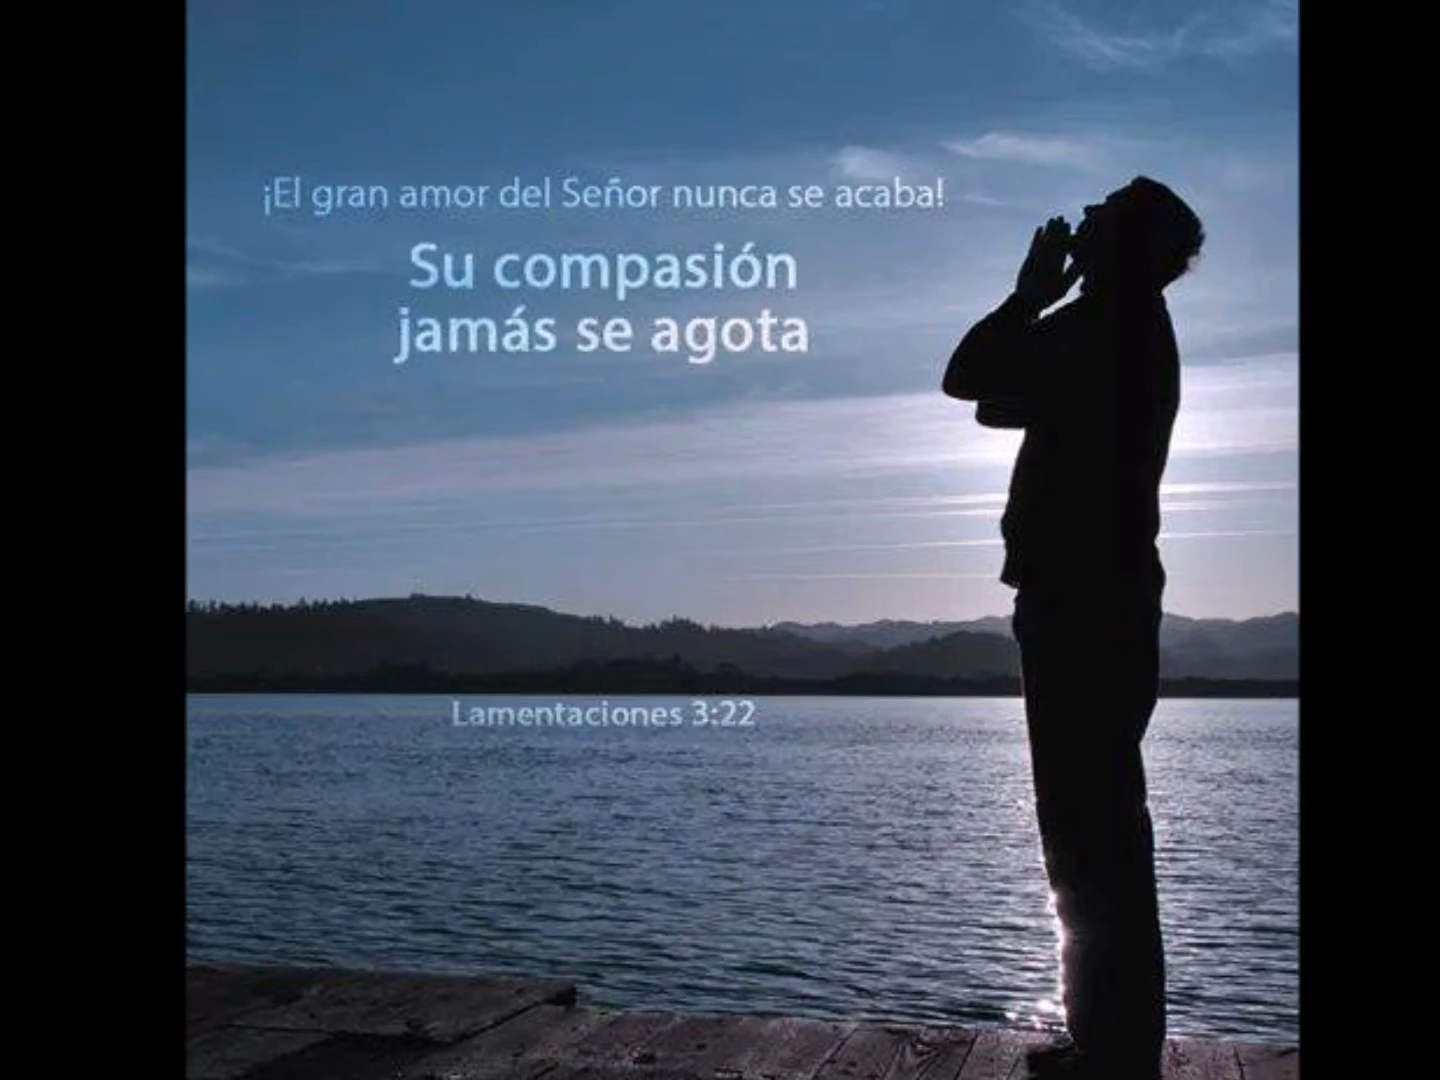 ¡El gran amor del Señor nunca se acaba!
Su compasión
jamás se agota
Lamentaciones 3:22